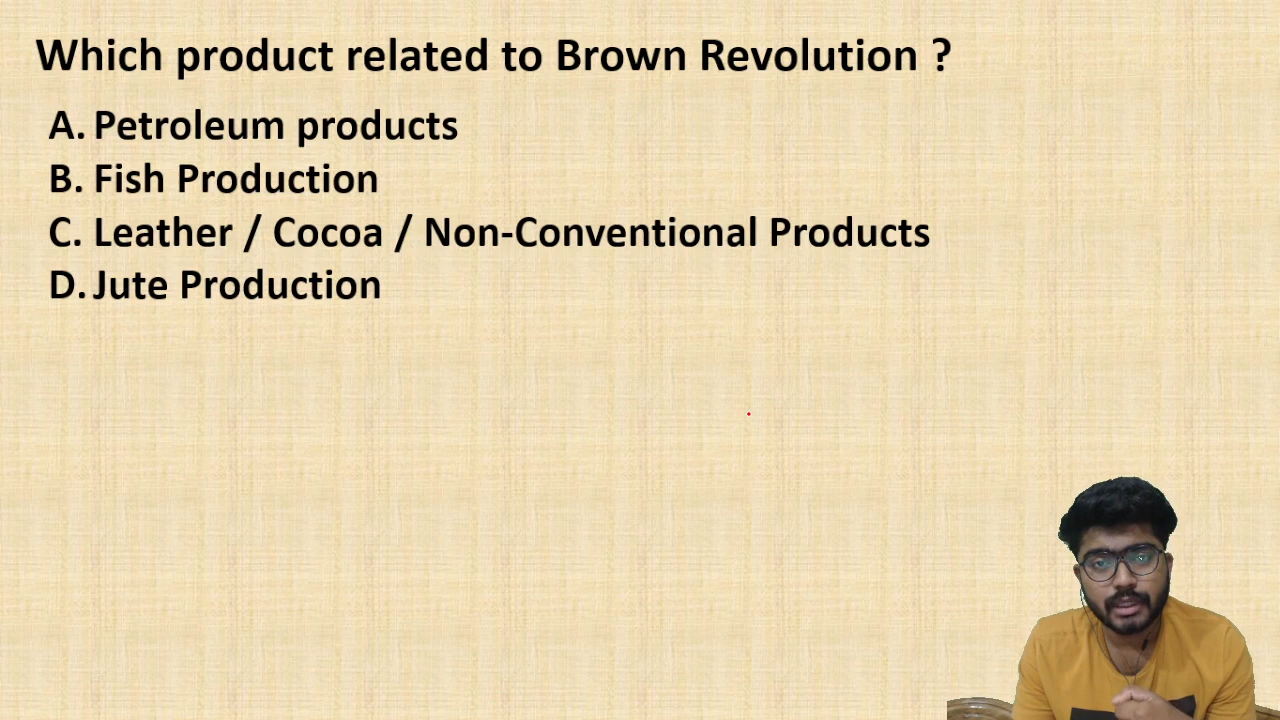 Which product related to Brown Revolution ?
A. Petroleum products
B. Fish Production
C. Leather / Cocoa / Non-Conventional Products
D. Jute Production